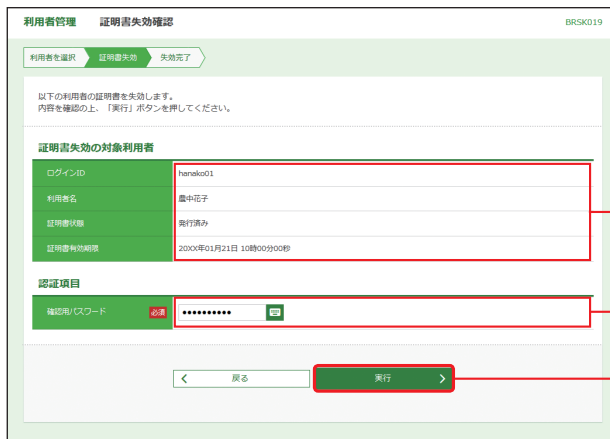 利用者管理 証明書失効確認 BRSK019
利用者を選択 証明書失効 失効完了
以下の利用者の証明書を失効します。
内容を確認の上、「実行」ボタンを押してください。
証明書失効の対象利用者
ログインID hanako01
利用者名 農中花子
証明書状態 発行済み
証明書有効期限 20XX年01月21日 10時00分00秒
認証項目
確認用パスワード 必須 ●●●●●●●●●●
戻る 実行